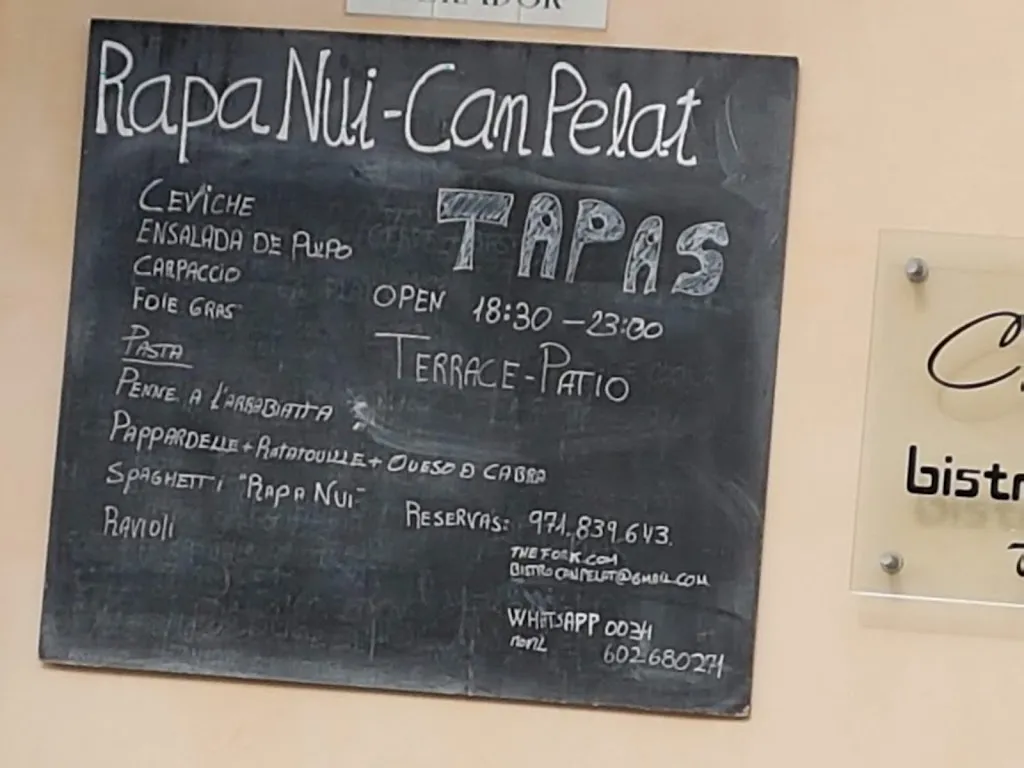 Rapa Nui - Can Pelat
TAPAS
CEVICHE
ENSALADA DE PULPO
CARPACCIO
FOIE GRAS
OPEN 18:30 - 23:00
TERRACE - PATIO
PASTA
PENNE A L'ARRABIATTA
PAPPARDELLE + RATATOUILLE + QUESO D CABRA
SPAGHETTI "RAPA NUI"
RAVIOLI
RESERVAS: 971.839.643.
THEFORK.COM
BISTROCANPELAT@GMAIL.COM
WHATSAPP 0034
602680271
bistr